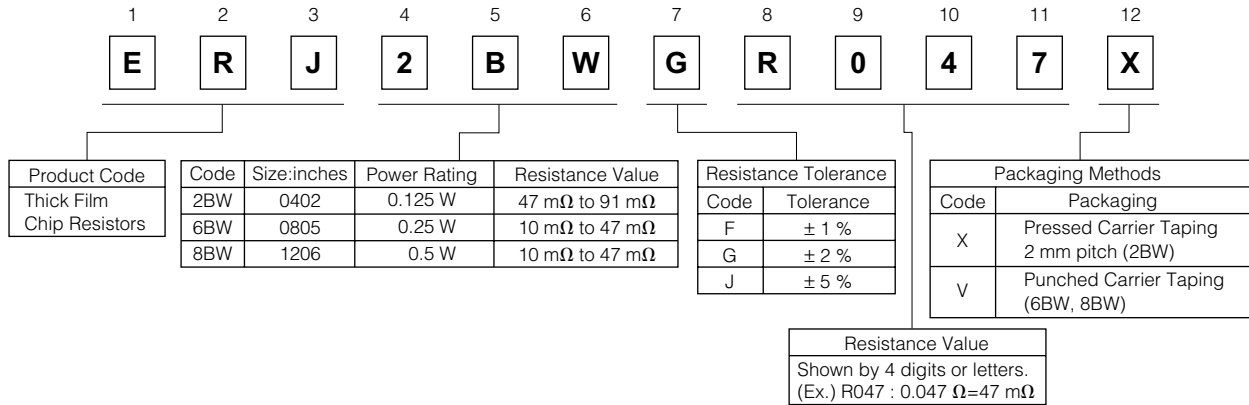 1 2 3 4 5 6 7 8 9 10 11 12
E R J 2 B W G R 0 4 7 X
Product Code
Thick Film
Chip Resistors
Code Size:inches Power Rating Resistance Value
2BW 0402 0.125 W 47 mΩ to 91 mΩ
6BW 0805 0.25 W 10 mΩ to 47 mΩ
8BW 1206 0.5 W 10 mΩ to 47 mΩ
Resistance Tolerance
Code Tolerance
F ± 1 %
G ± 2 %
J ± 5 %
Resistance Value
Shown by 4 digits or letters.
(Ex.) R047 : 0.047 Ω=47 mΩ
Packaging Methods
Code Packaging
X Pressed Carrier Taping
2 mm pitch (2BW)
V Punched Carrier Taping
(6BW, 8BW)